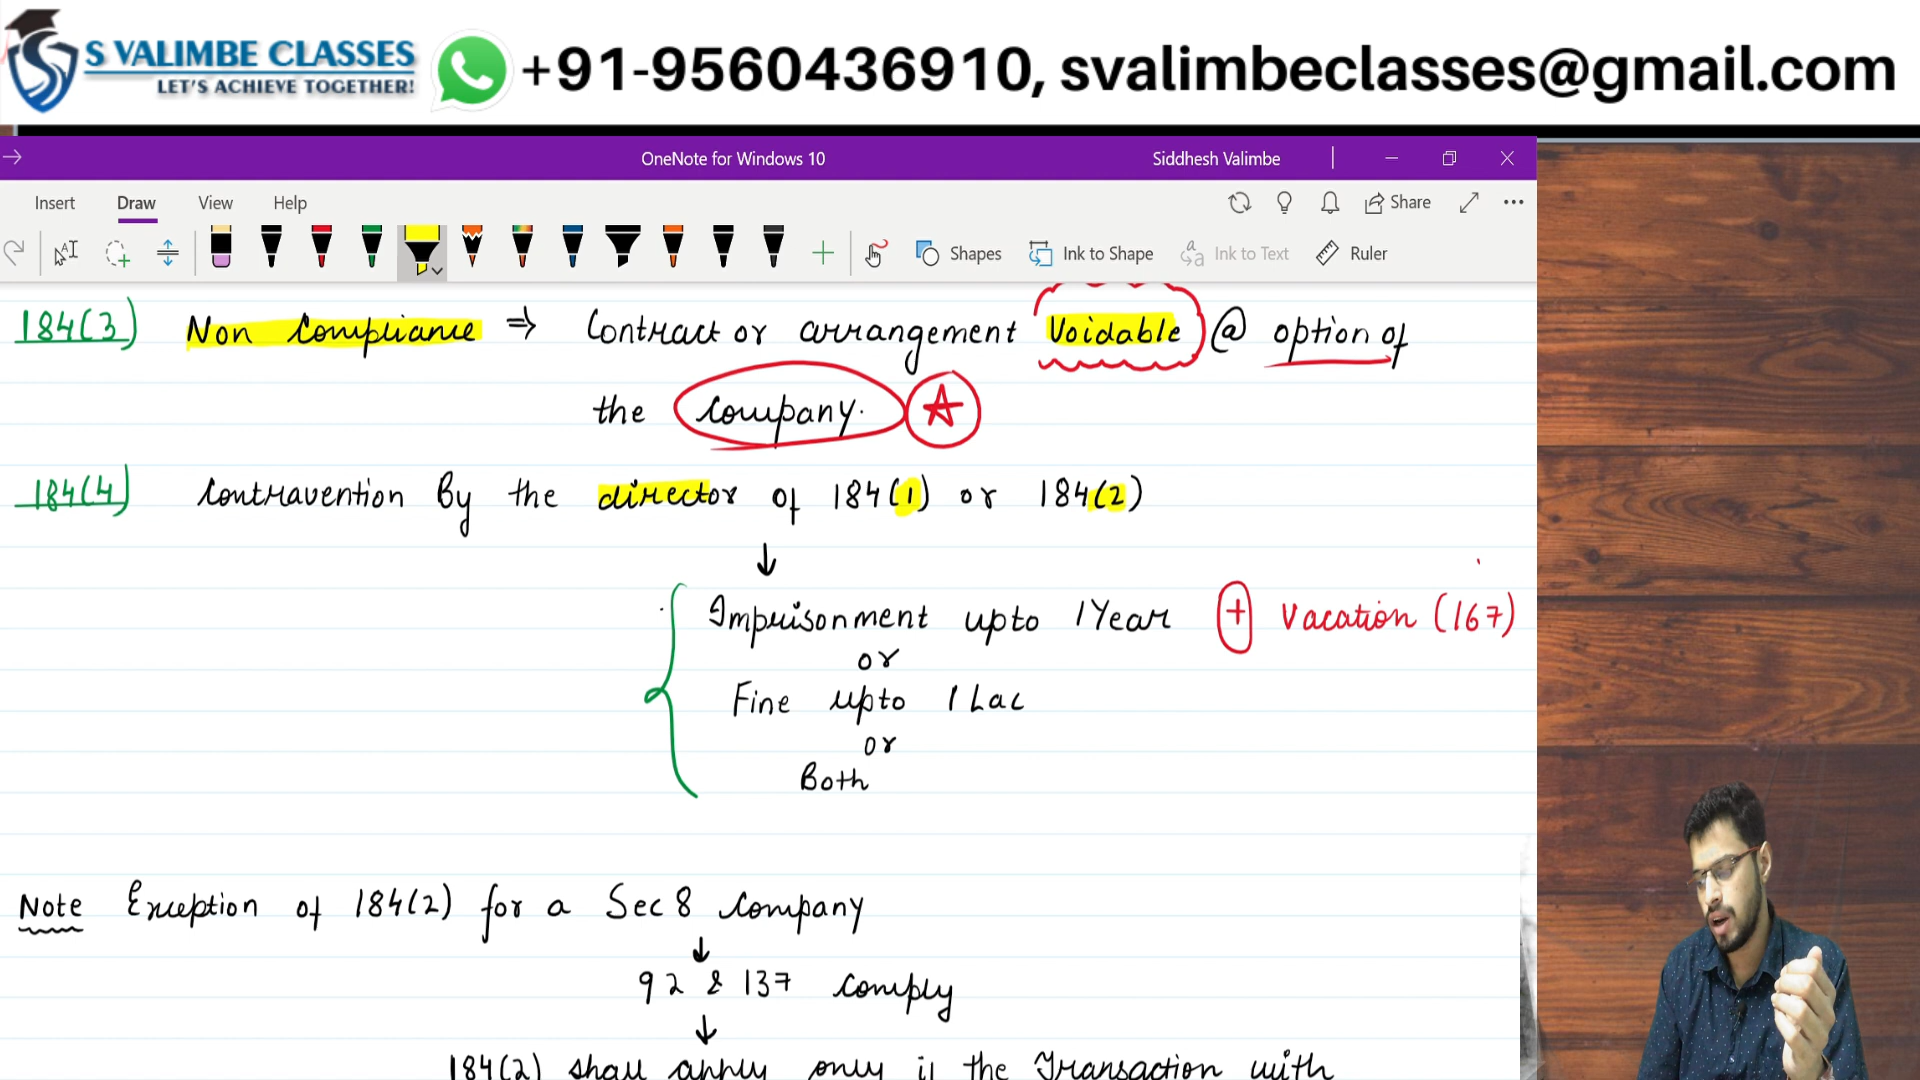 S VALIMBE CLASSES
LET'S ACHIEVE TOGETHER!
+91-9560436910, svalimbeclasses@gmail.com
OneNote for Windows 10
Siddhesh Valimbe
Insert Draw View Help
Share
Shapes Ink to Shape Ink to Text Ruler
184(3) Non Compliance ⇒ Contract or arrangement Voidable @ option of
the company.
184(4) Contravention By the director of 184(1) or 184(2)
↓
Imprisonment upto 1 Year + Vacation (167)
or
Fine upto 1 Lac
or
Both
Note Exception of 184(2) for a Sec 8 Company
↓
92 & 137 comply
↓
184(2) shall apply only if the Transaction with